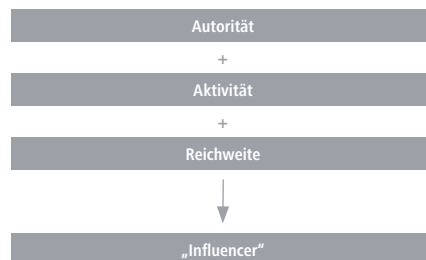 Autorität
+
Aktivität
+
Reichweite
„Influencer“